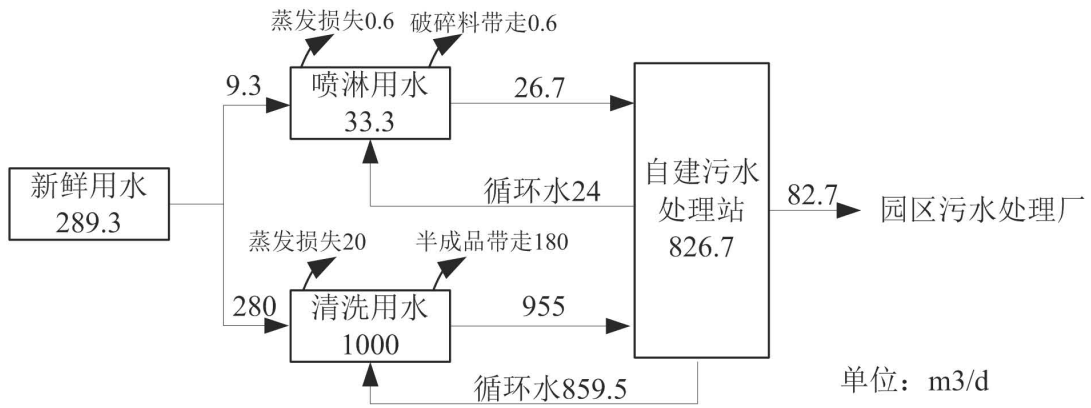 蒸发损失0.6
破碎料带走0.6
9.3
喷淋用水
33.3
26.7
新鲜用水
289.3
循环水24
自建污水
处理站
826.7
82.7
园区污水处理厂
蒸发损失20
半成品带走180
280
清洗用水
1000
955
循环水859.5
单位：m3/d